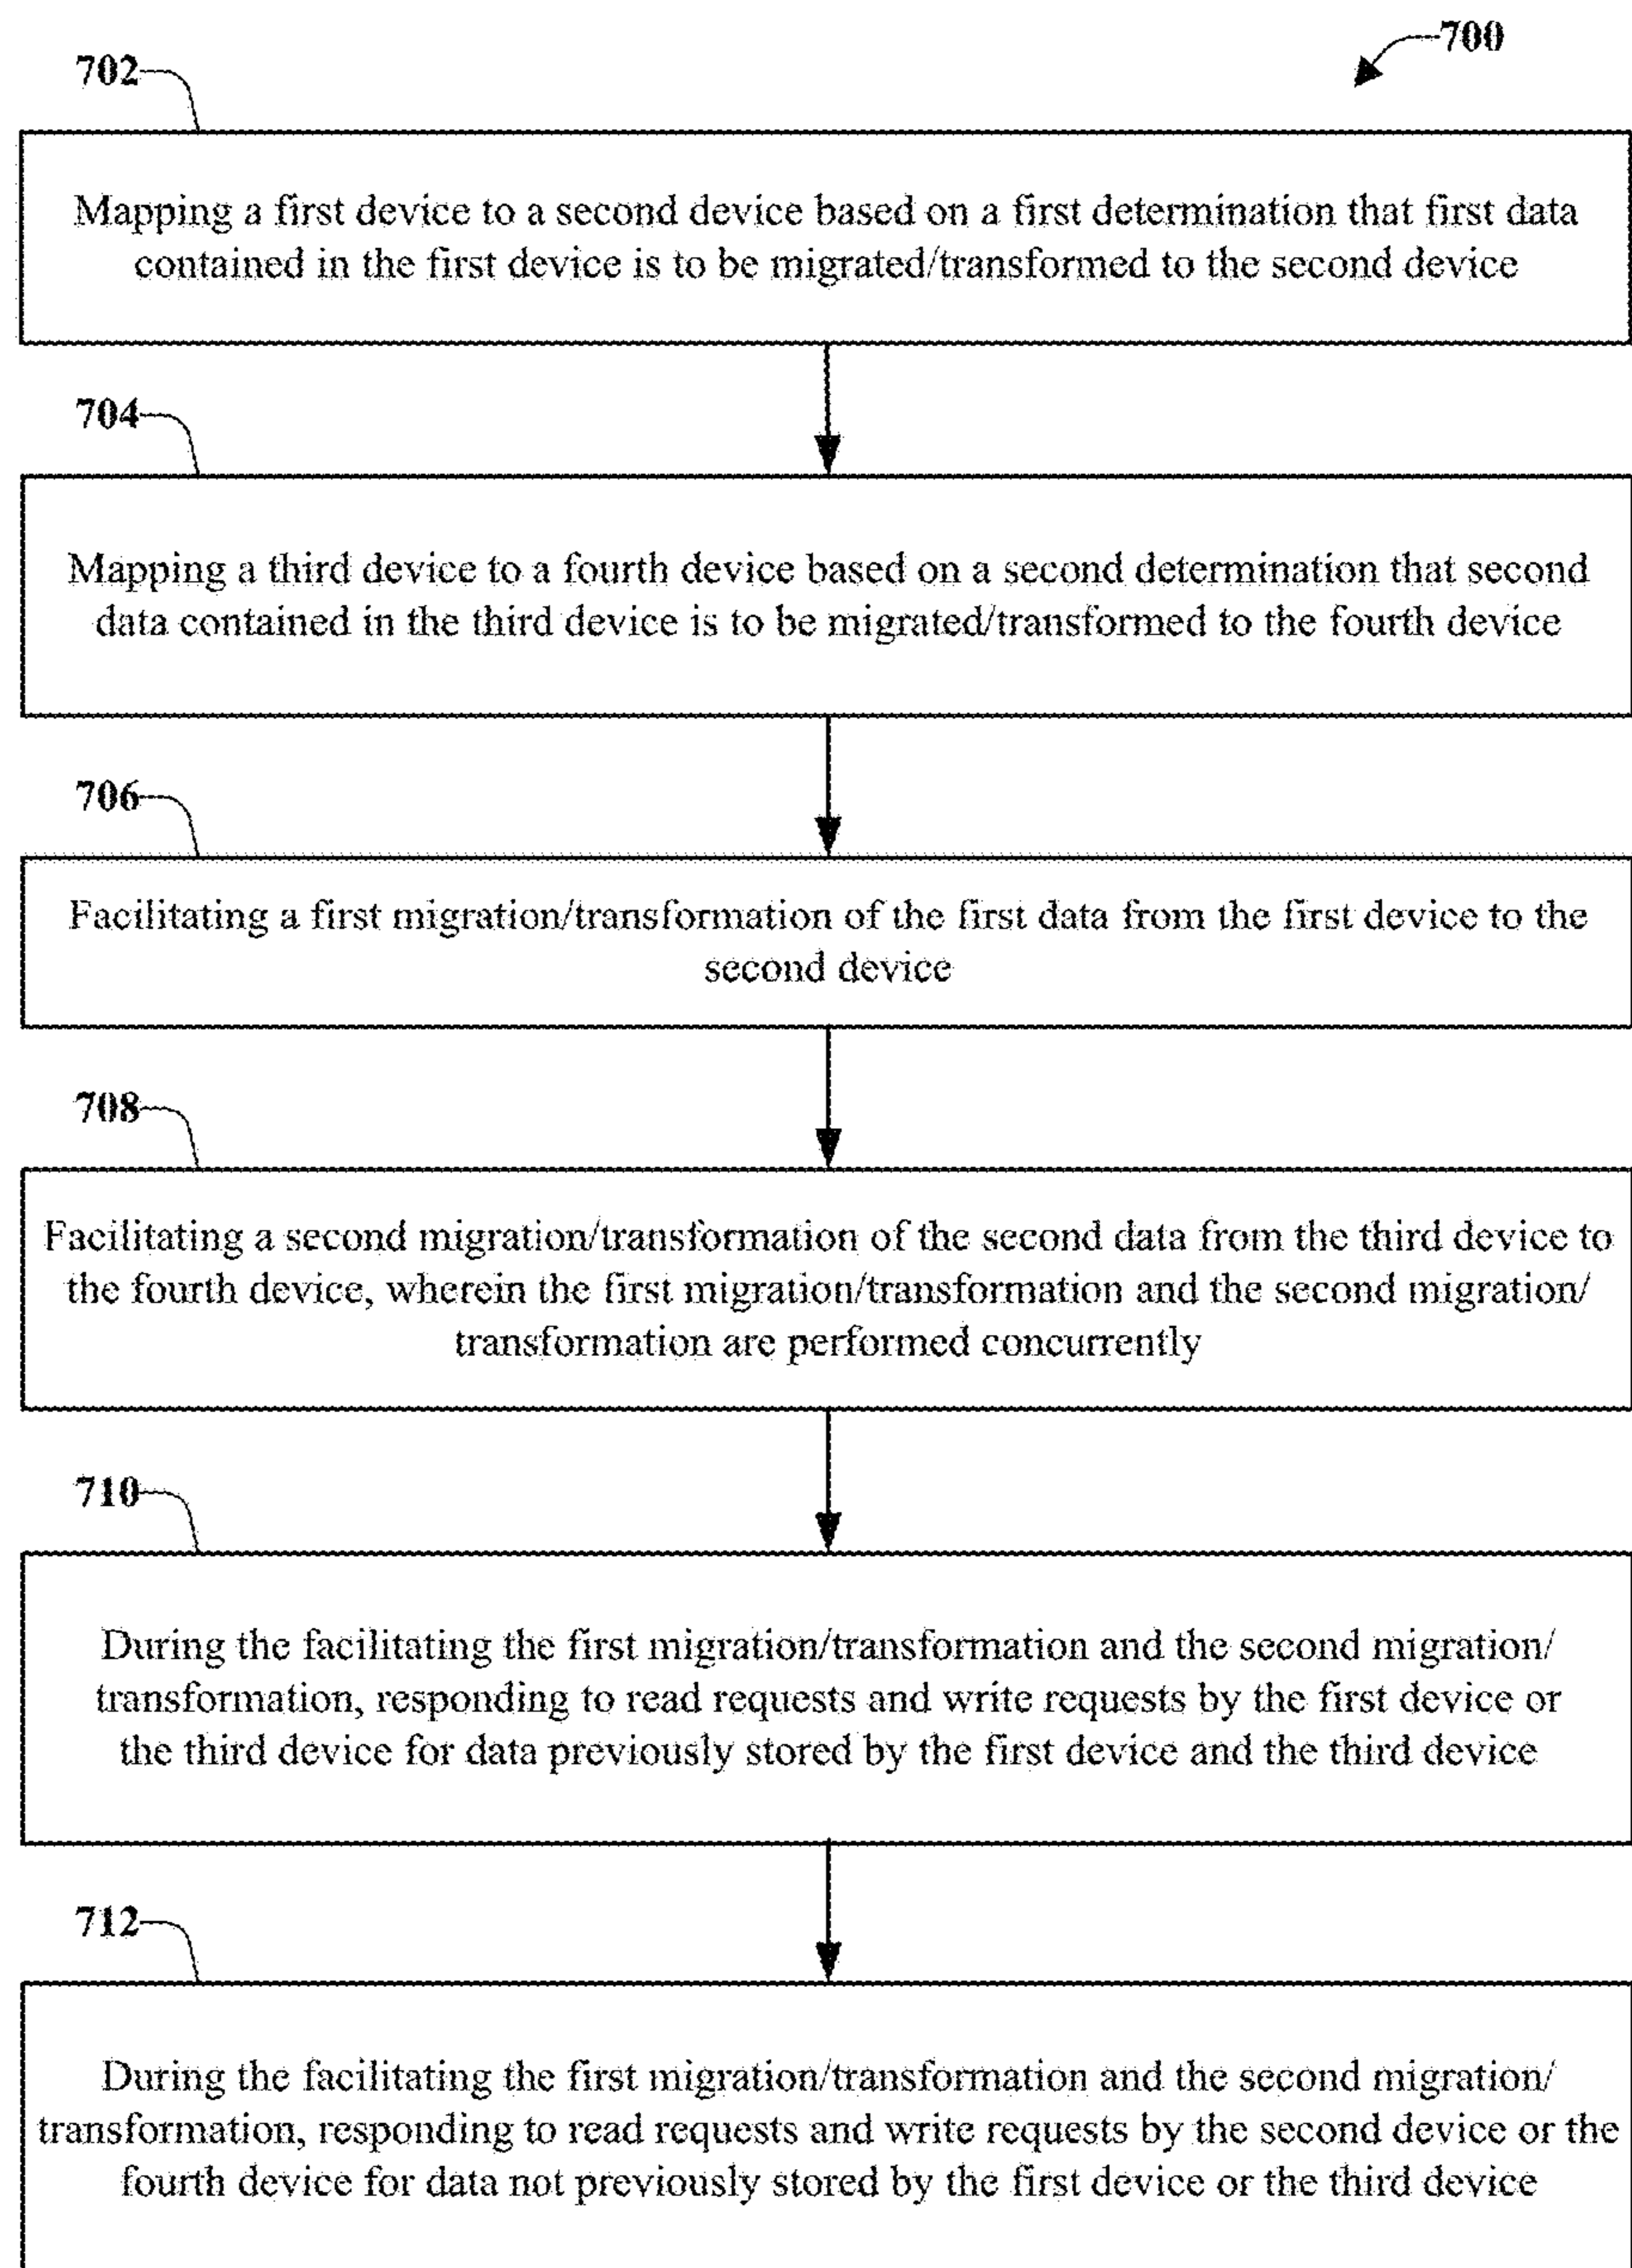 700
702
Mapping a first device to a second device based on a first determination that first data
contained in the first device is to be migrated/transformed to the second device
704
Mapping a third device to a fourth device based on a second determination that second
data contained in the third device is to be migrated/transformed to the fourth device
706
Facilitating a first migration/transformation of the first data from the first device to the
second device
708
Facilitating a second migration/transformation of the second data from the third device to
the fourth device, wherein the first migration/transformation and the second migration/
transformation are performed concurrently
710
During the facilitating the first migration/transformation and the second migration/
transformation, responding to read requests and write requests by the first device or
the third device for data previously stored by the first device and the third device
712
During the facilitating the first migration/transformation and the second migration/
transformation, responding to read requests and write requests by the second device or the
fourth device for data not previously stored by the first device or the third device